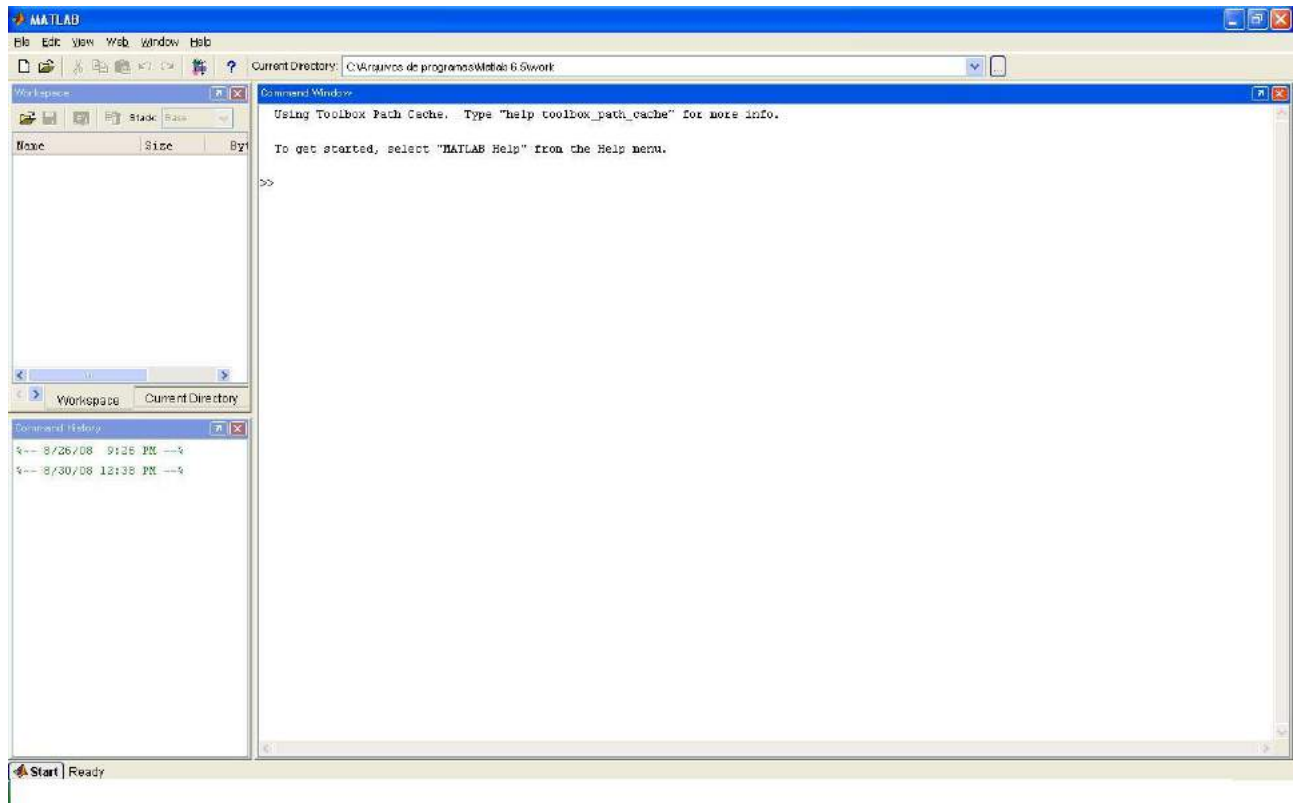 MATLAB
File Edit View Web Window Help
? Current Directory: C:\Arquivos de programas\Matlab 6.5\work ...
Workspace
Stack: Base
Name Size Byt
Workspace Current Directory
Command History
%-- 8/26/08 9:26 PM --%
%-- 8/30/08 12:38 PM --%
Command Window
Using Toolbox Path Cache. Type "help toolbox_path_cache" for more info.
To get started, select "MATLAB Help" from the Help menu.
>>
Start Ready